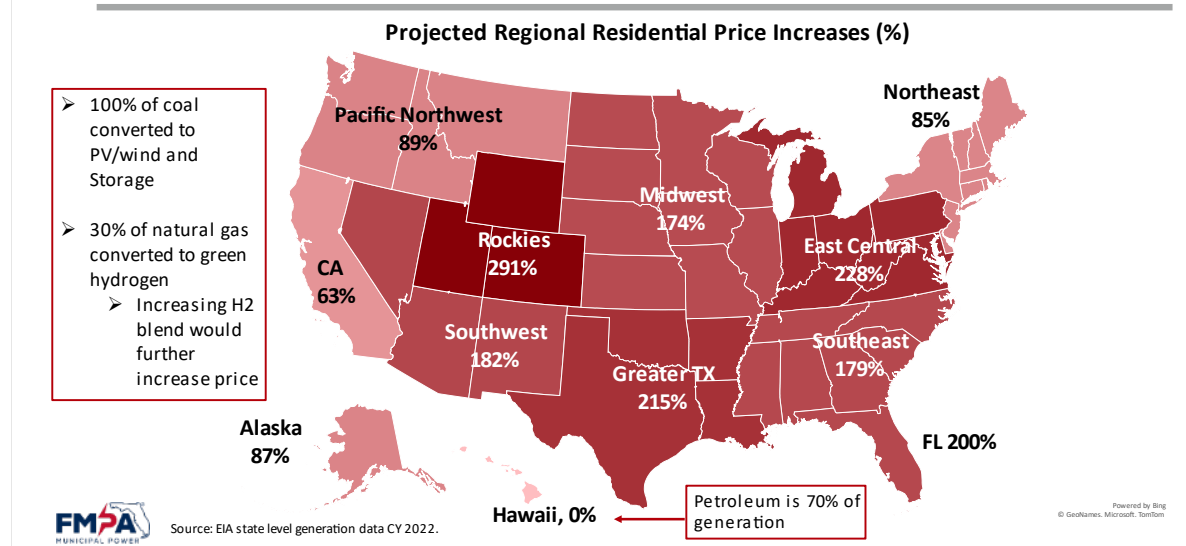 Projected Regional Residential Price Increases (%)
➢ 100% of coal
converted to
PV/wind and
Storage
➢ 30% of natural gas
converted to green
hydrogen
➢ Increasing H2
blend would
further
increase price
Pacific Northwest
89%
Northeast
85%
Midwest
174%
Rockies
291%
East Central
228%
CA
63%
Southwest
182%
Southeast
179%
Greater TX
215%
Alaska
87%
FL 200%
Hawaii, 0%
Petroleum is 70% of
generation
FMPA
MUNICIPAL POWER
Source: EIA state level generation data CY 2022.
Powered by Bing
© GeoNames. Microsoft. TomTom